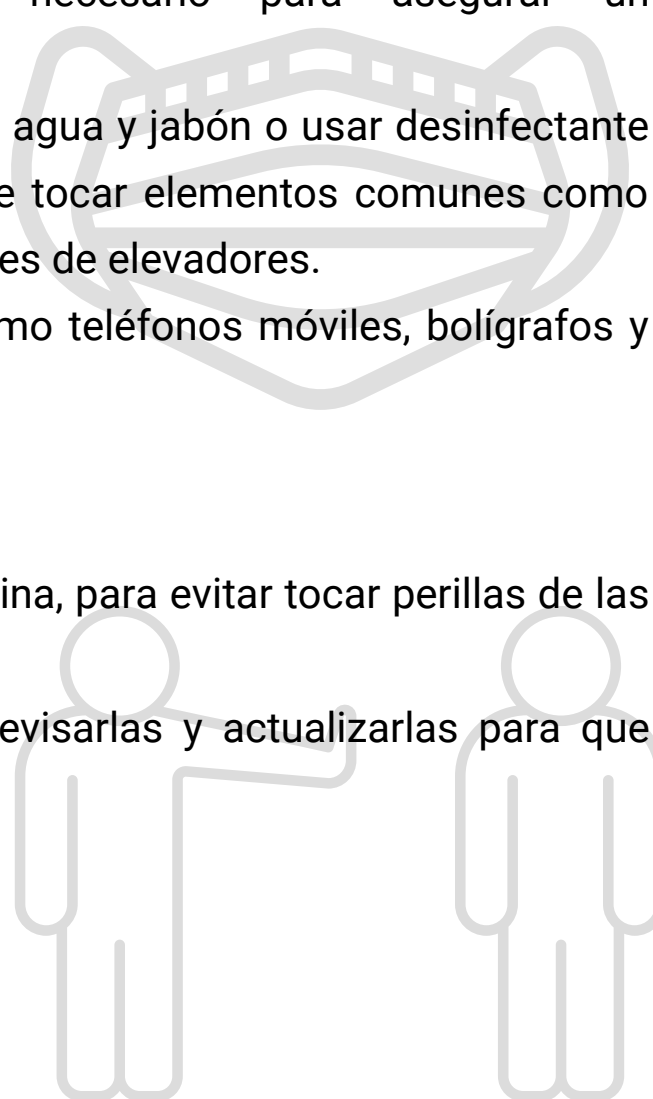 necesario para asegurar un
agua y jabón o usar desinfectante
e tocar elementos comunes como
es de elevadores.
mo teléfonos móviles, bolígrafos y
ina, para evitar tocar perillas de las
evisarlas y actualizarlas para que